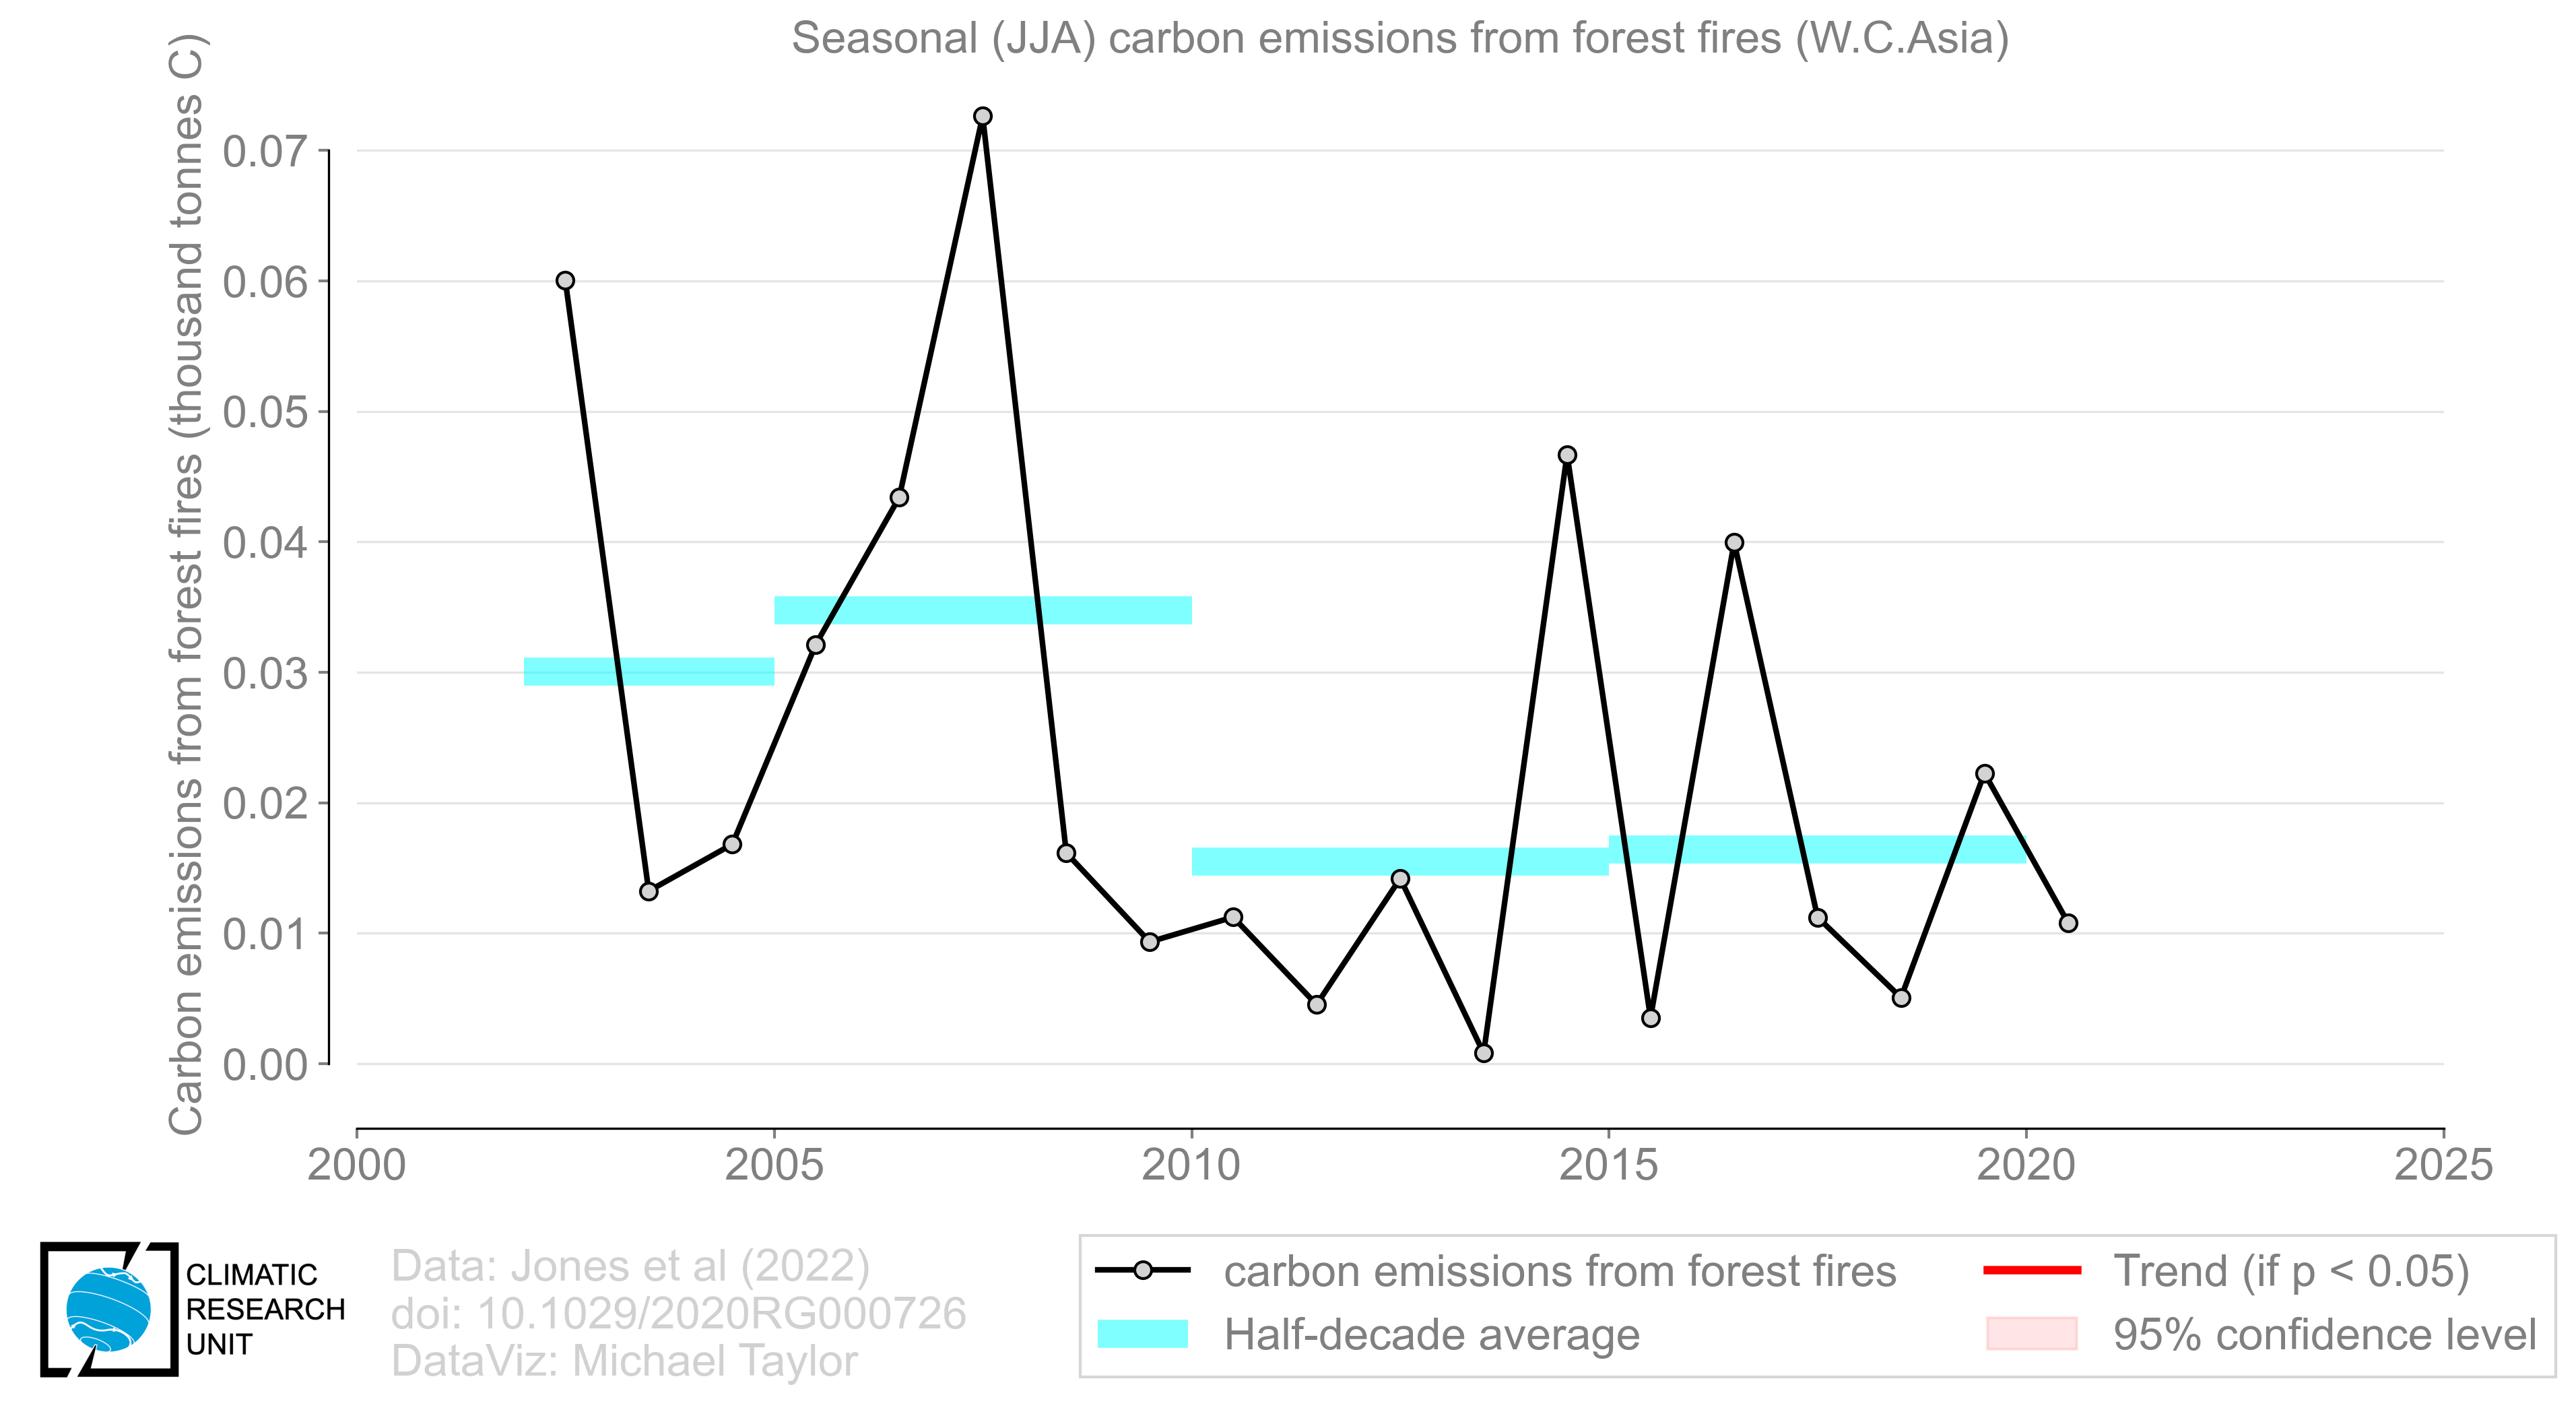 Seasonal (JJA) carbon emissions from forest fires (W.C.Asia)
Carbon emissions from forest fires (thousand tonnes C)
0.07
0.06
0.05
0.04
0.03
0.02
0.01
0.00
2000 2005 2010 2015 2020 2025
CLIMATIC
RESEARCH
UNIT
Data: Jones et al (2022)
doi: 10.1029/2020RG000726
DataViz: Michael Taylor
carbon emissions from forest fires
Half-decade average
Trend (if p < 0.05)
95% confidence level